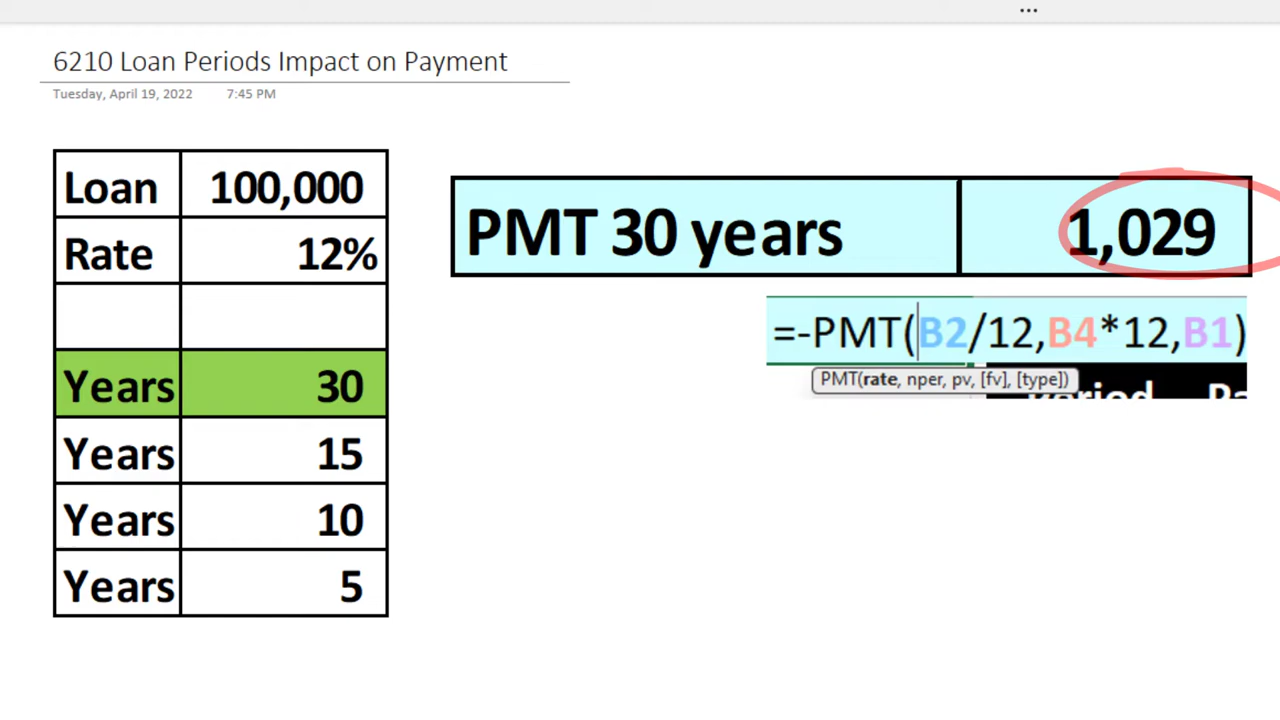 ...
6210 Loan Periods Impact on Payment
Tuesday, April 19, 2022 7:45 PM
Loan 100,000
Rate 12%
Years 30
Years 15
Years 10
Years 5
PMT 30 years 1,029
=-PMT(B2/12,B4*12,B1)
PMT(rate, nper, pv, [fv], [type])